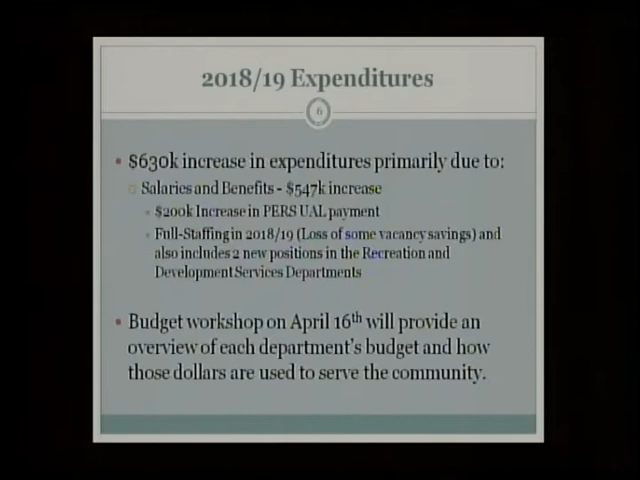 2018/19 Expenditures
6
• $630k increase in expenditures primarily due to:
Salaries and Benefits - $547k increase
$200k Increase in PERS UAL payment
Full-Staffing in 2018/19 (Loss of some vacancy savings) and
also includes 2 new positions in the Recreation and
Development Services Departments
• Budget workshop on April 16th will provide an
overview of each department's budget and how
those dollars are used to serve the community.